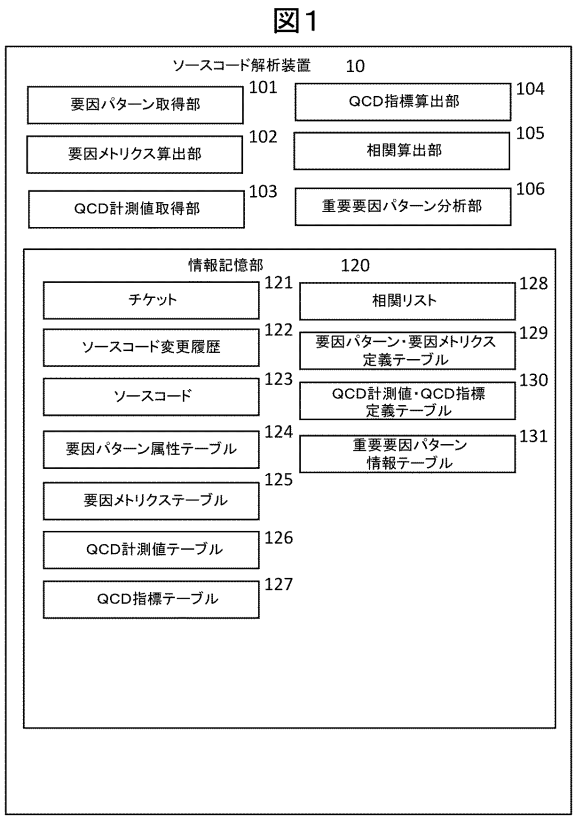 図1
ソースコード解析装置 10
要因パターン取得部 101
要因メトリクス算出部 102
QCD計測値取得部 103
QCD指標算出部 104
相関算出部 105
重要要因パターン分析部 106
情報記憶部 120
チケット 121
ソースコード変更履歴 122
ソースコード 123
要因パターン属性テーブル 124
要因メトリクステーブル 125
QCD計測値テーブル 126
QCD指標テーブル 127
相関リスト 128
要因パターン・要因メトリクス 129
定義テーブル
QCD計測値・QCD指標 130
定義テーブル
重要要因パターン 131
情報テーブル